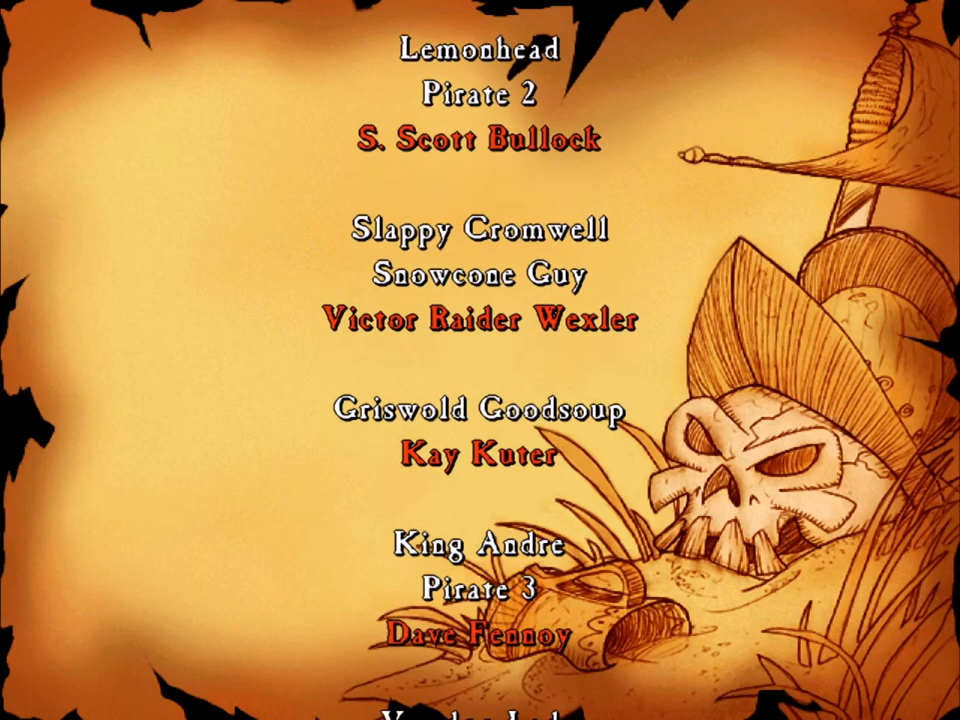 Lemonhead
Pirate 2
S. Scott Bullock
Slappy Cromwell
Snowcone Guy
Victor Raider Wexler
Griswold Goodsoup
Kay Kuter
King Andre
Pirate 3
Dave Fennoy